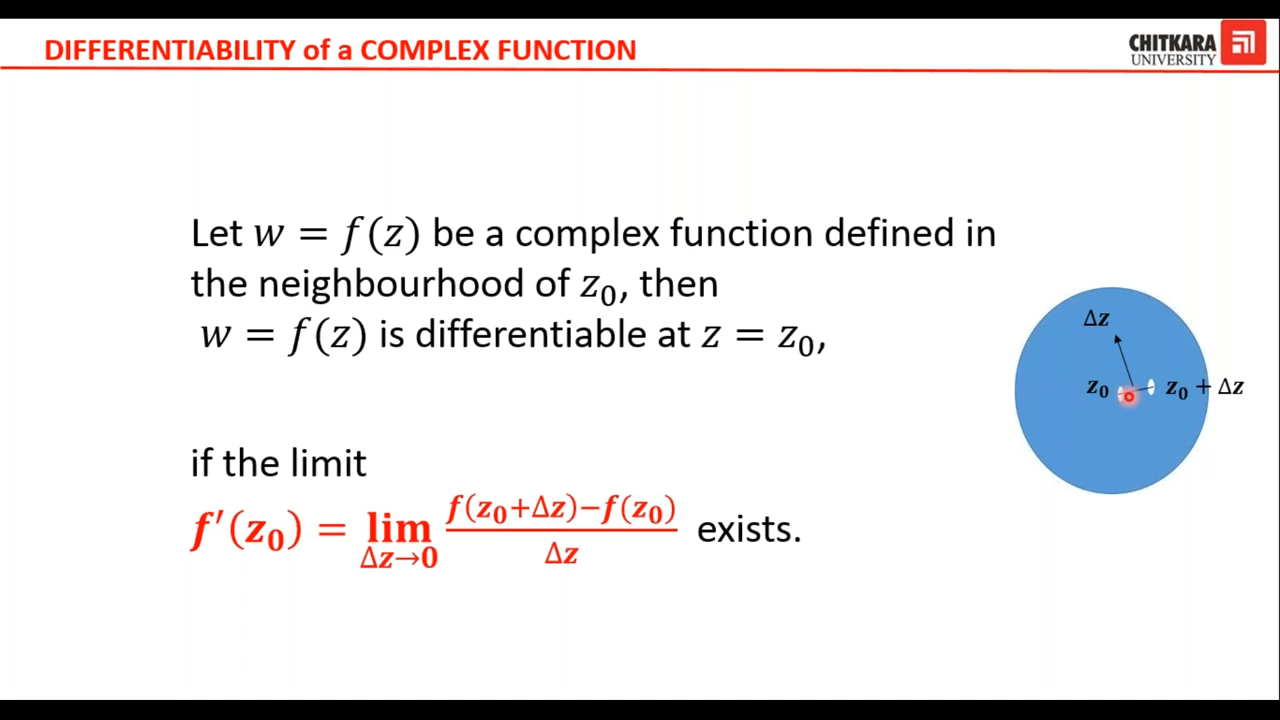 DIFFERENTIABILITY of a COMPLEX FUNCTION
CHITKARA
UNIVERSITY
Let w = f(z) be a complex function defined in
the neighbourhood of z₀, then
w = f(z) is differentiable at z = z₀,
Δz
z₀
z₀ + Δz
if the limit
f′(z₀) = lim Δz→0 f(z₀+Δz)−f(z₀) / Δz exists.